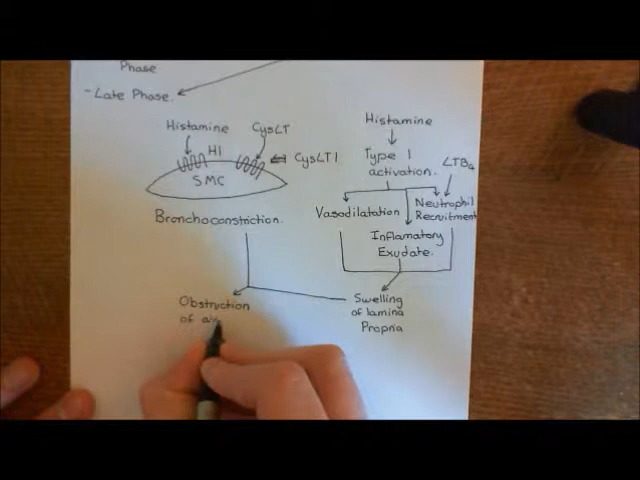 Phase
-Late Phase.
Histamine
CysLT
H1
CysLT1
SMC
Bronchoconstriction.
Histamine
Type 1
activation.
LTB4
Vasodilatation
Neutrophil
Recruitment
Inflamatory
Exudate.
Swelling
of lamina
Propria
Obstruction
of